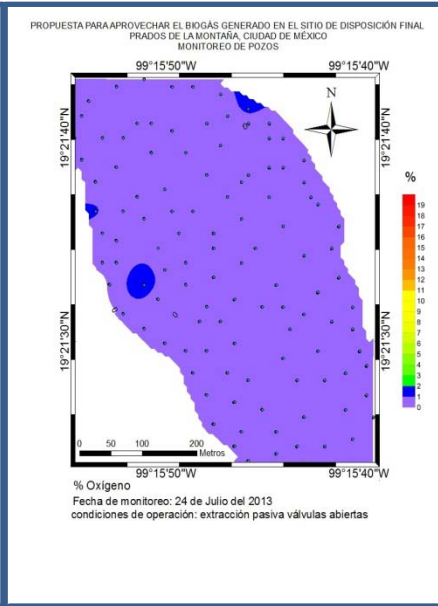 PROPUESTA PARA APROVECHAR EL BIOGÁS GENERADO EN EL SITIO DE DISPOSICIÓN FINAL
PRADOS DE LA MONTAÑA, CIUDAD DE MÉXICO
MONITOREO DE POZOS
99°15'50"W 99°15'40"W
N
19°21'40"N 19°21'40"N
%
19
18
17
16
15
14
13
12
11
10
9
8
7
6
5
4
3
2
1
0
0
0
0
19°21'30"N 19°21'30"N
0 50 100 200
Metros
99°15'50"W 99°15'40"W
% Oxígeno
Fecha de monitoreo: 24 de Julio del 2013
condiciones de operación: extracción pasiva válvulas abiertas